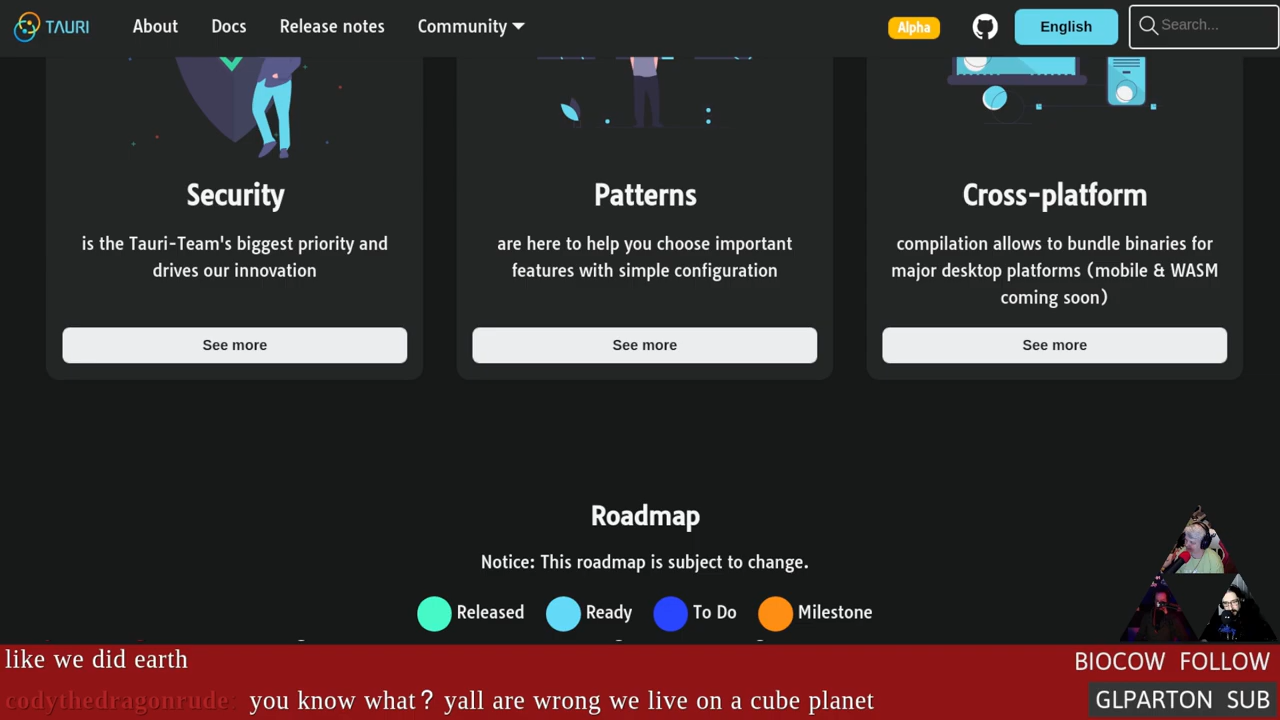 TAURI About Docs Release notes Community Alpha English Search...
Security Patterns Cross-platform
is the Tauri-Team's biggest priority and
drives our innovation
are here to help you choose important
features with simple configuration
compilation allows to bundle binaries for
major desktop platforms (mobile & WASM
coming soon)
See more See more See more
Roadmap
Notice: This roadmap is subject to change.
Released Ready To Do Milestone
like we did earth
BIOCOW FOLLOW
codythedragonrude: you know what? yall are wrong we live on a cube planet
GLPARTON SUB